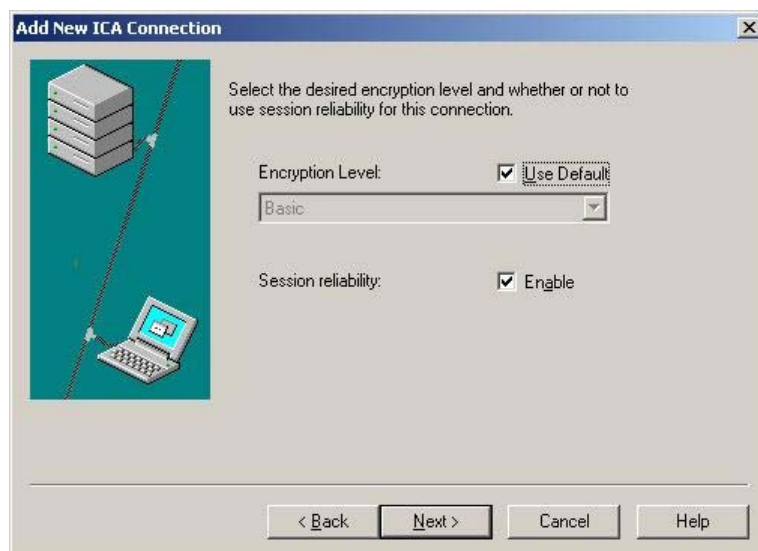 Add New ICA Connection
Select the desired encryption level and whether or not to
use session reliability for this connection.
Encryption Level:
Use Default
Basic
Session reliability:
Enable
< Back
Next >
Cancel
Help